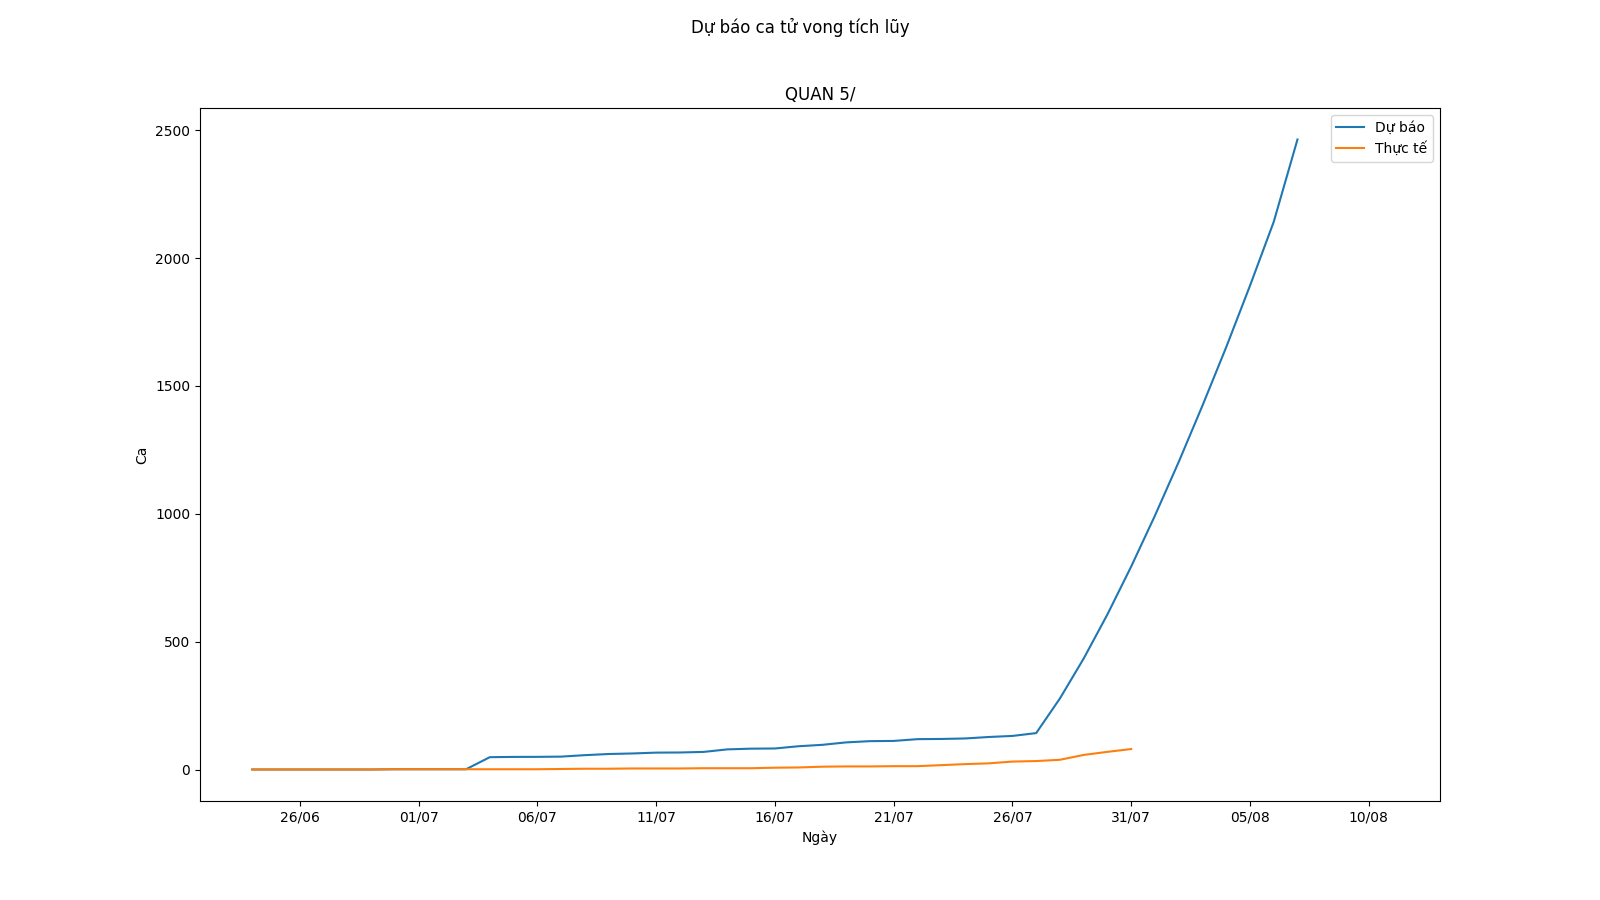 Dự báo ca tử vong tích lũy
QUAN 5/
Dự báo
Thực tế
2500
2000
1500
1000
500
0
Ca
26/06 01/07 06/07 11/07 16/07 21/07 26/07 31/07 05/08 10/08
Ngày